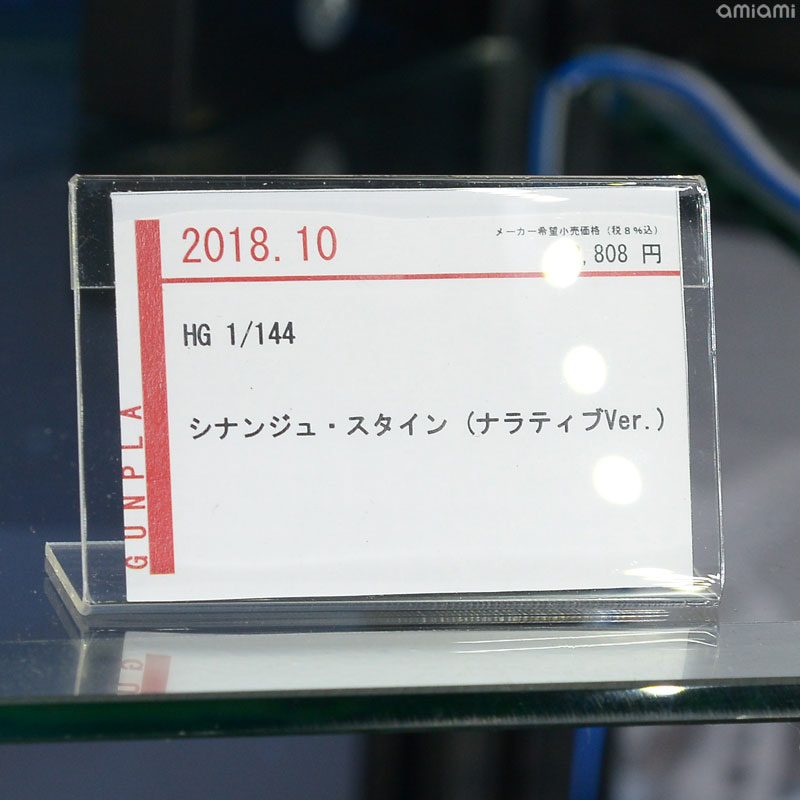 amiami
2018.10
メーカー希望小売価格（税8％込）
,808 円
HG 1/144
シナンジュ・スタイン（ナラティブVer.）
GUNPLA